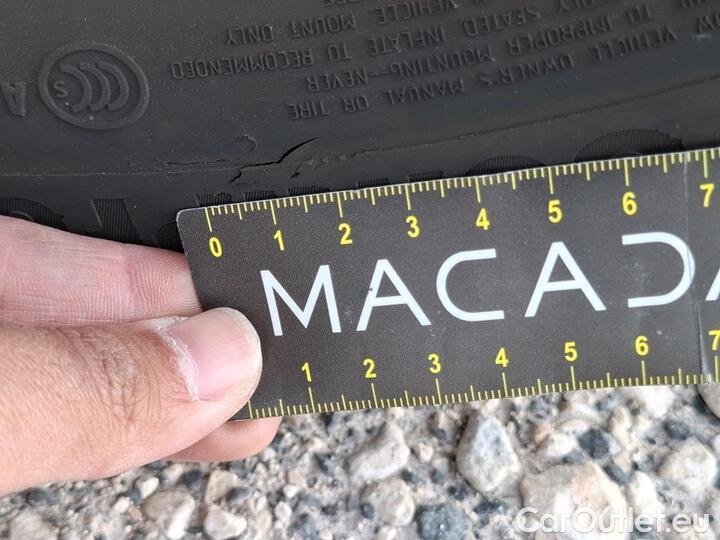 MOUNT ONLY
VEHICLE
INFLATE TO RECOMMENDED
SEATED,
MOUNTING—NEVER
TO IMPROPER
MANUAL OR TIRE
VEHICLE OWNER'S
CCC
S
A
0 1 2 3 4 5 6 7
MACADA
1 2 3 4 5 6 7
CarOutlet.eu